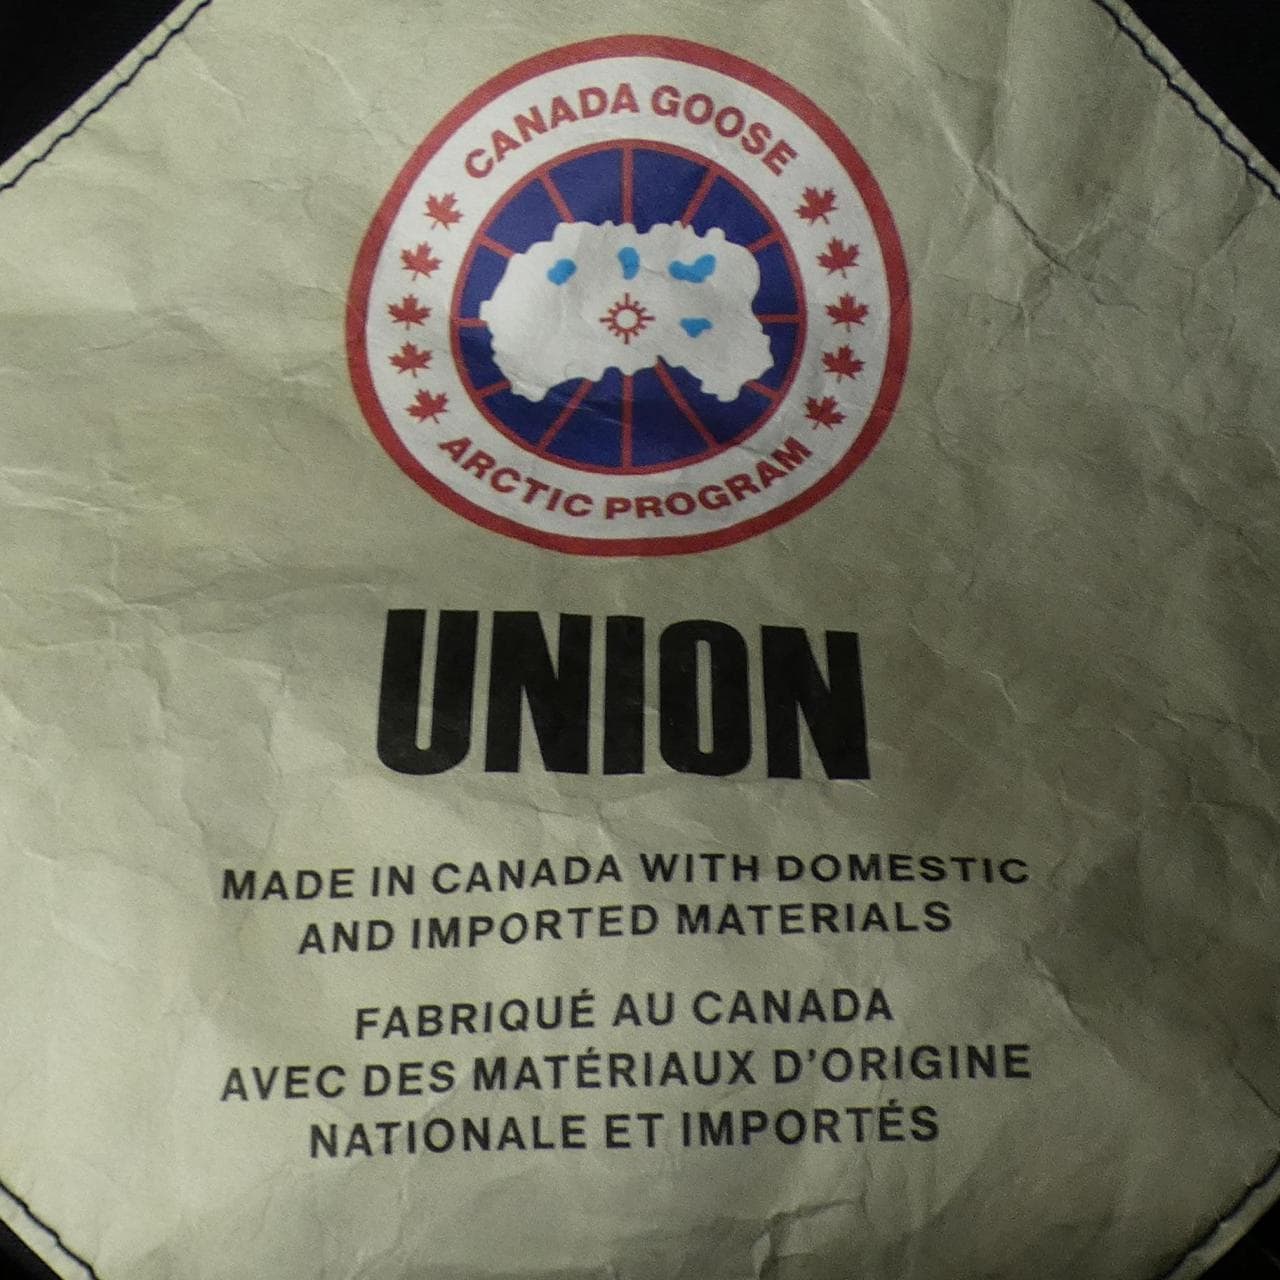 CANADA GOOSE
ARCTIC PROGRAM
UNION
MADE IN CANADA WITH DOMESTIC
AND IMPORTED MATERIALS
FABRIQUÉ AU CANADA
AVEC DES MATÉRIAUX D'ORIGINE
NATIONALE ET IMPORTÉS